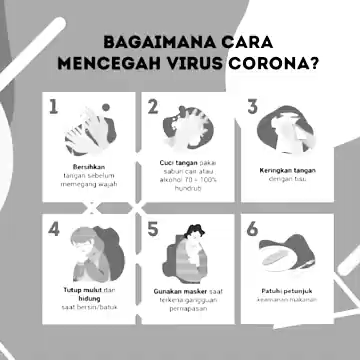 BAGAIMANA CARA
MENCEGAH VIRUS CORONA?
1
Bersihkan
tangan sebelum
memegang wajah
2
Cuci tangan pakai
sabun cair atau
alkohol 70 - 100%
3
Keringkan tangan
dengan tisu
4
Tutup mulut dan
hidung
saat bersin/batuk
5
Gunakan masker saat
terkena gangguan
pernapasan
6
Patuhi petunjuk
keamanan makanan